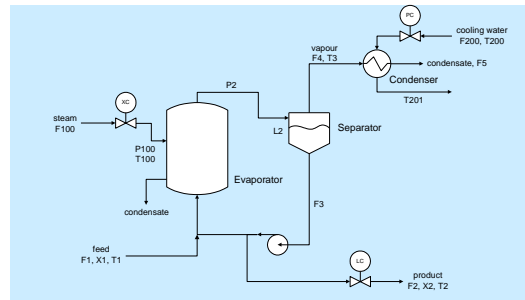 PC
cooling water
F200, T200
vapour
F4, T3
condensate, F5
Condenser
P2
T201
XC
steam
F100
L2
Separator
P100
T100
Evaporator
condensate
F3
feed
F1, X1, T1
LC
product
F2, X2, T2